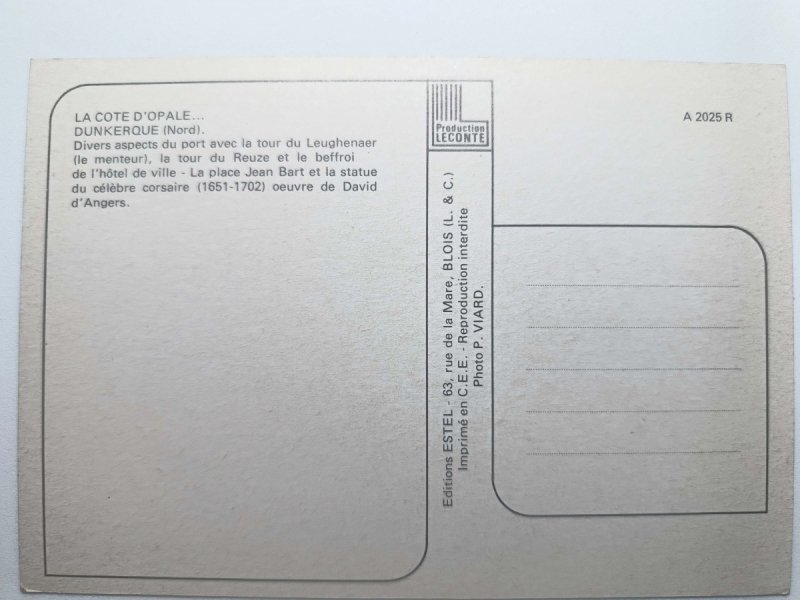 LA COTE D'OPALE...
DUNKERQUE (Nord).
Divers aspects du port avec la tour du Leughenaer
(le menteur), la tour du Reuze et le beffroi
de l'hôtel de ville - La place Jean Bart et la statue
du célèbre corsaire (1651-1702) oeuvre de David
d'Angers.
Production
LECONTE
A 2025 R
Editions ESTEL - 63, rue de la Mare, BLOIS (L. & C.)
Imprimé en C.E.E. - Reproduction interdite
Photo P. VIARD.